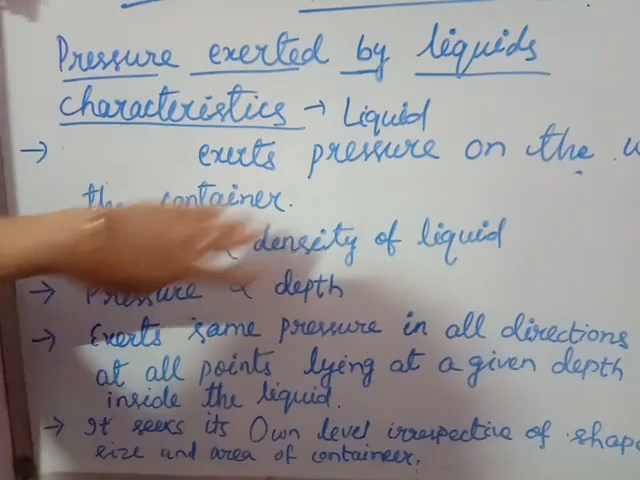 Pressure exerted by liquids
characteristics → Liquid
→ exerts pressure on the
the container.
∝ density of liquid
→ Pressure ∝ depth
→ Exerts same pressure in all directions
at all points lying at a given depth
inside the liquid.
→ It seeks its Own level irrespective of shape
size and area of containeer.